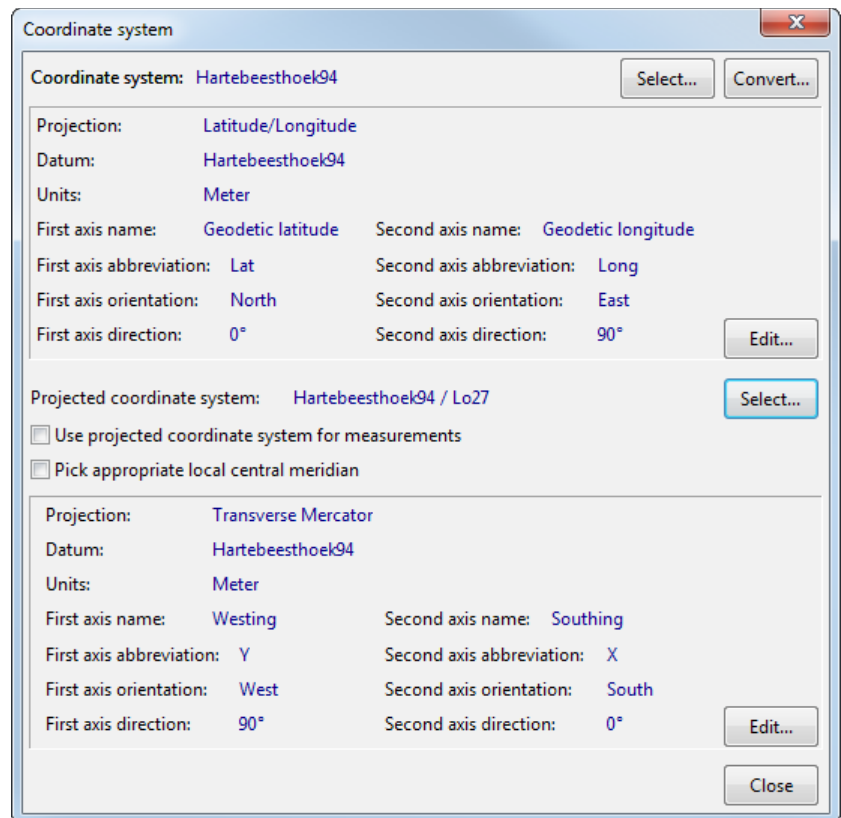 Coordinate system
Coordinate system: Hartebeesthoek94 Select... Convert...
Projection: Latitude/Longitude
Datum: Hartebeesthoek94
Units: Meter
First axis name: Geodetic latitude Second axis name: Geodetic longitude
First axis abbreviation: Lat Second axis abbreviation: Long
First axis orientation: North Second axis orientation: East
First axis direction: 0° Second axis direction: 90° Edit...
Projected coordinate system: Hartebeesthoek94 / Lo27 Select...
Use projected coordinate system for measurements
Pick appropriate local central meridian
Projection: Transverse Mercator
Datum: Hartebeesthoek94
Units: Meter
First axis name: Westing Second axis name: Southing
First axis abbreviation: Y Second axis abbreviation: X
First axis orientation: West Second axis orientation: South
First axis direction: 90° Second axis direction: 0° Edit...
Close